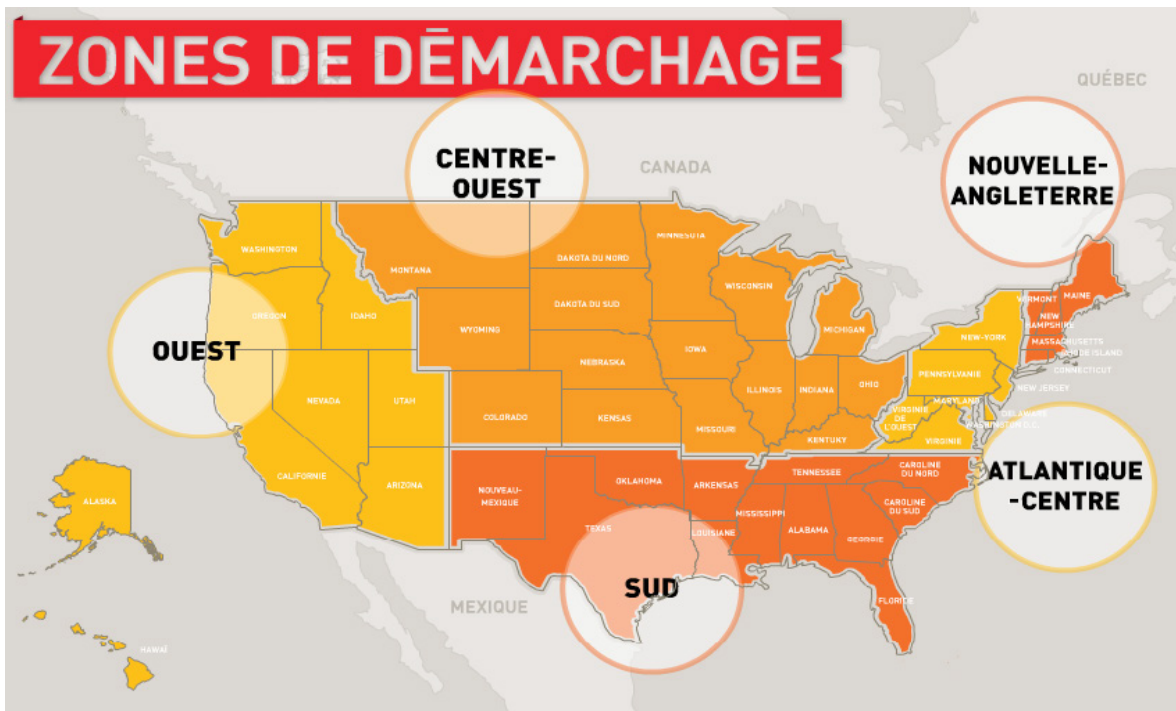 ZONES DE DĒMARCHAGE
QUÉBEC
CENTRE-
OUEST
CANADA
NOUVELLE-
ANGLETERRE
WASHINGTON
MONTANA
DAKOTA DU NORD
MINNESOTA
WISCONSIN
VERMONT
MAINE
NEW
HAMPSHIRE
OUEST
OREGON
IDAHO
WYOMING
DAKOTA DU SUD
MICHIGAN
NEW-YORK
MASSACHUSETTS
RHODE ISLAND
CONNECTICUT
NEBRASKA
IOWA
PENNSYLVANIE
NEW JERSEY
NEVADA
UTAH
COLORADO
KENSAS
MISSOURI
ILLINOIS
INDIANA
OHIO
KENTUKY
VIRGINIE
DE
L'OUEST
MARYLAND
DELAWARE
WASHINGTON D.C.
VIRGINIE
CALIFORNIE
ARIZONA
NOUVEAU-
MEXIQUE
OKLAHOMA
ARKENSAS
TENNESSEE
CAROLINE
DU NORD
ATLANTIQUE
-CENTRE
ALASKA
TEXAS
LOUISIANE
MISSISSIPPI
ALABAMA
GEORGIE
CAROLINE
DU SUD
SUD
MEXIQUE
FLORIDE
HAWAÏ